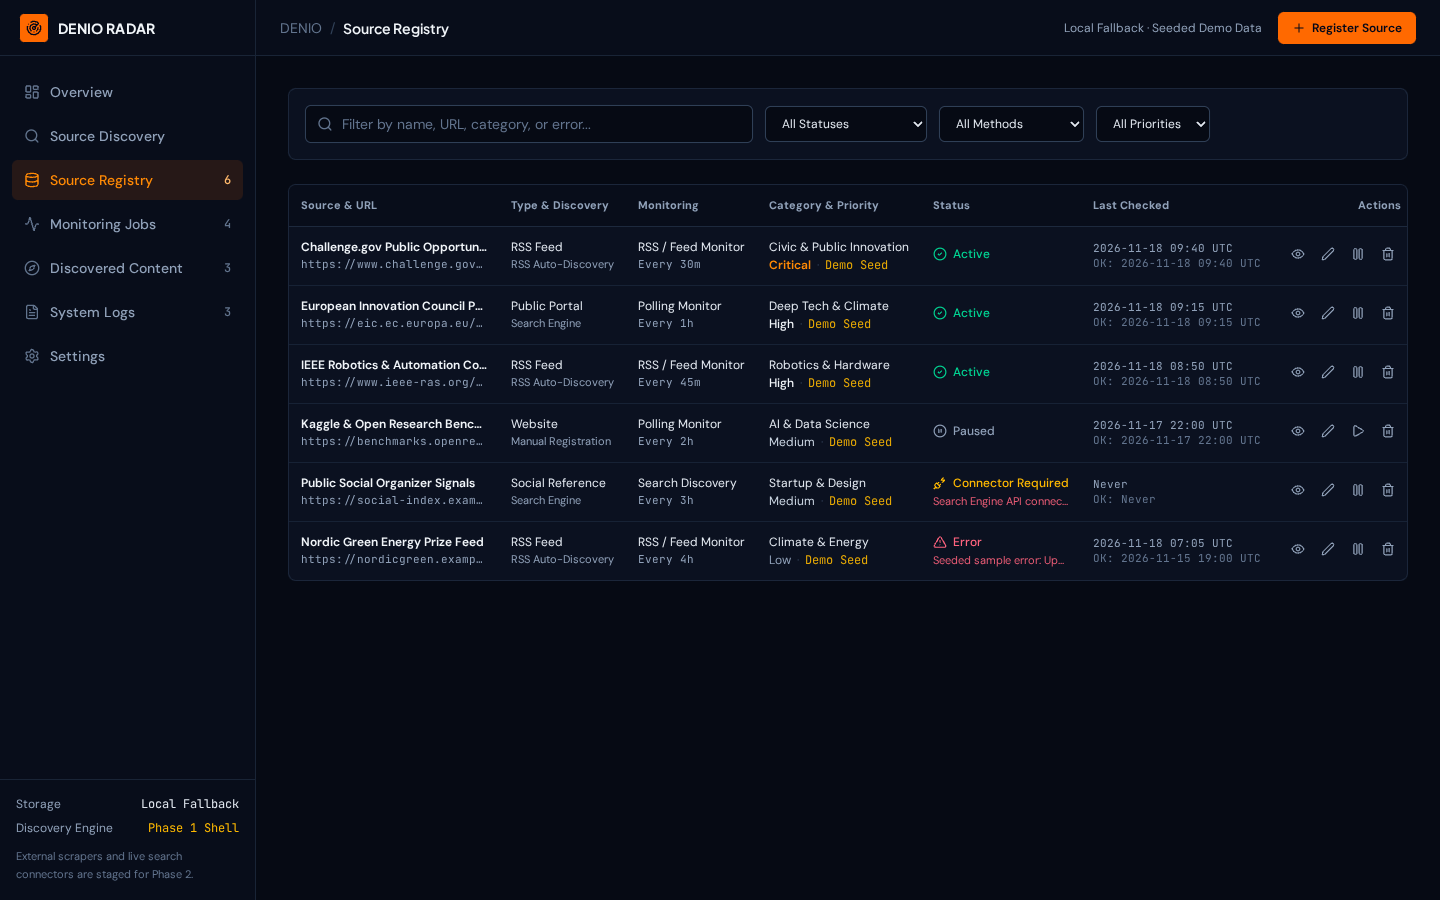 DENIO RADAR
DENIO / Source Registry
Local Fallback · Seeded Demo Data
Register Source
Overview
Source Discovery
Source Registry 6
Monitoring Jobs 4
Discovered Content 3
System Logs 3
Settings
Storage Local Fallback
Discovery Engine Phase 1 Shell
External scrapers and live search
connectors are staged for Phase 2.
Filter by name, URL, category, or error...
All Statuses
All Methods
All Priorities
Source & URL Type & Discovery Monitoring Category & Priority Status Last Checked Actions
Challenge.gov Public Opportun... RSS Feed RSS / Feed Monitor Civic & Public Innovation Active 2026-11-18 09:40 UTC
https://www.challenge.gov… RSS Auto-Discovery Every 30m Critical · Demo Seed OK: 2026-11-18 09:40 UTC
European Innovation Council P... Public Portal Polling Monitor Deep Tech & Climate Active 2026-11-18 09:15 UTC
https://eic.ec.europa.eu/… Search Engine Every 1h High · Demo Seed OK: 2026-11-18 09:15 UTC
IEEE Robotics & Automation Co... RSS Feed RSS / Feed Monitor Robotics & Hardware Active 2026-11-18 08:50 UTC
https://www.ieee-ras.org/… RSS Auto-Discovery Every 45m High · Demo Seed OK: 2026-11-18 08:50 UTC
Kaggle & Open Research Benc... Website Polling Monitor AI & Data Science Paused 2026-11-17 22:00 UTC
https://benchmarks.openre… Manual Registration Every 2h Medium · Demo Seed OK: 2026-11-17 22:00 UTC
Public Social Organizer Signals Social Reference Search Discovery Startup & Design Connector Required Never
https://social-index.exam… Search Engine Every 3h Medium · Demo Seed Search Engine API connec... OK: Never
Nordic Green Energy Prize Feed RSS Feed RSS / Feed Monitor Climate & Energy Error 2026-11-18 07:05 UTC
https://nordicgreen.examp… RSS Auto-Discovery Every 4h Low · Demo Seed Seeded sample error: Up... OK: 2026-11-15 19:00 UTC